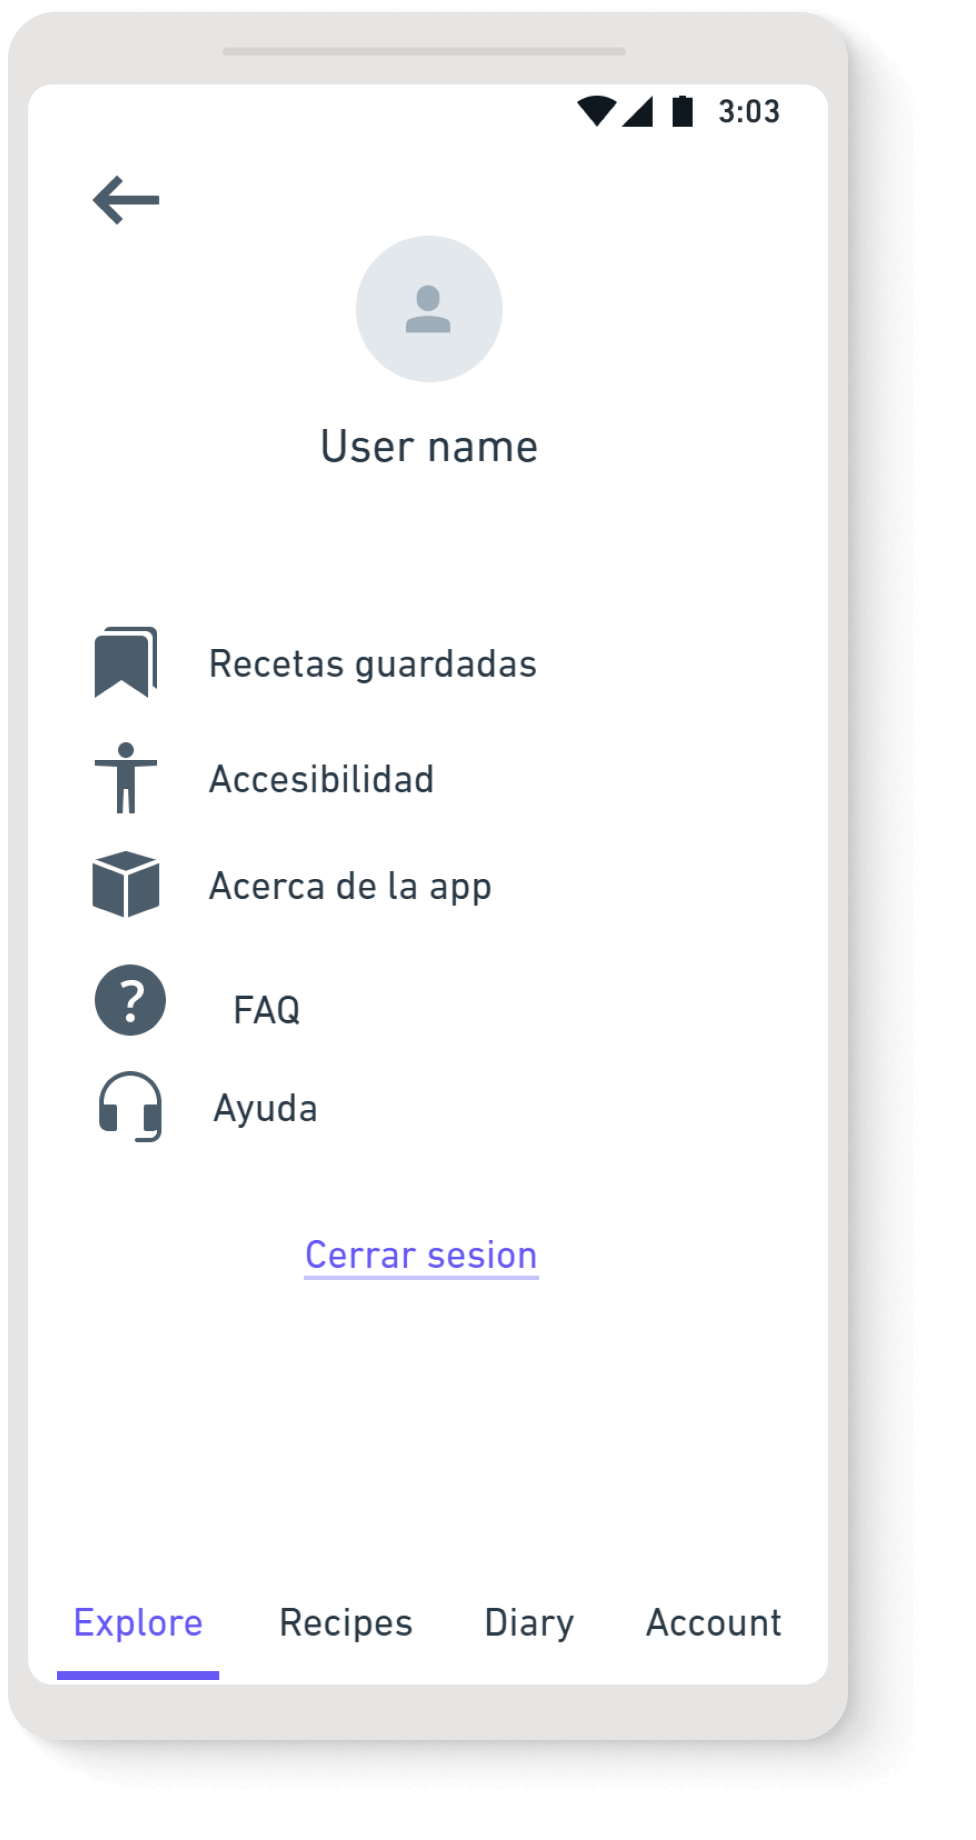 3:03
User name
Recetas guardadas
Accesibilidad
Acerca de la app
? FAQ
Ayuda
Cerrar sesion
Explore Recipes Diary Account